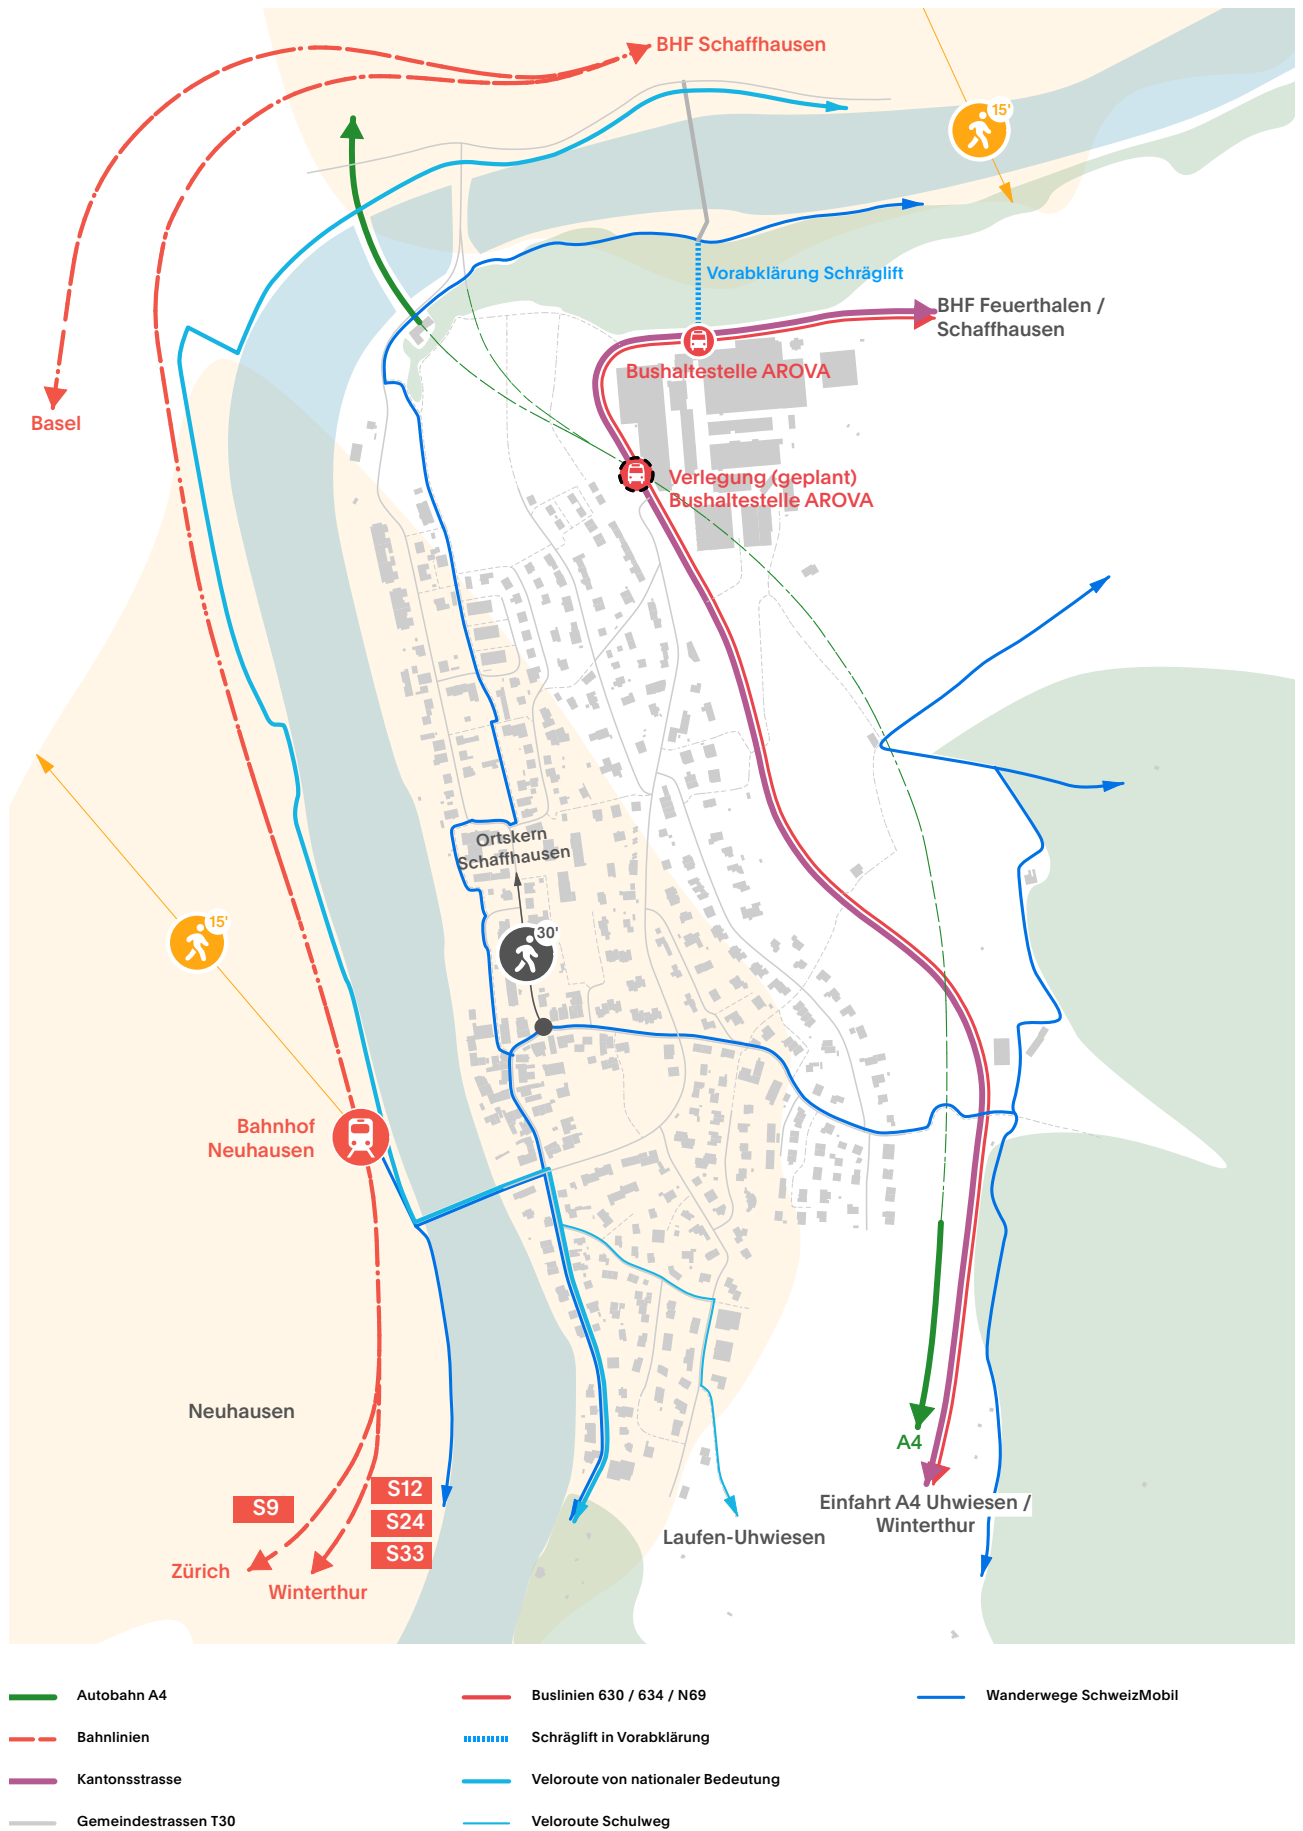 BHF Schaffhausen
15'
Vorabklärung Schräglift
BHF Feuerthalen /
Schaffhausen
Bushaltestelle AROVA
Basel
Verlegung (geplant)
Bushaltestelle AROVA
Ortskern
Schaffhausen
15'
30'
Bahnhof
Neuhausen
Neuhausen
A4
S12
S9
S24
S33
Einfahrt A4 Uhwiesen /
Winterthur
Laufen-Uhwiesen
Zürich
Winterthur
Autobahn A4
Bahnlinien
Kantonsstrasse
Gemeindestrassen T30
Buslinien 630 / 634 / N69
Schräglift in Vorabklärung
Veloroute von nationaler Bedeutung
Veloroute Schulweg
Wanderwege SchweizMobil